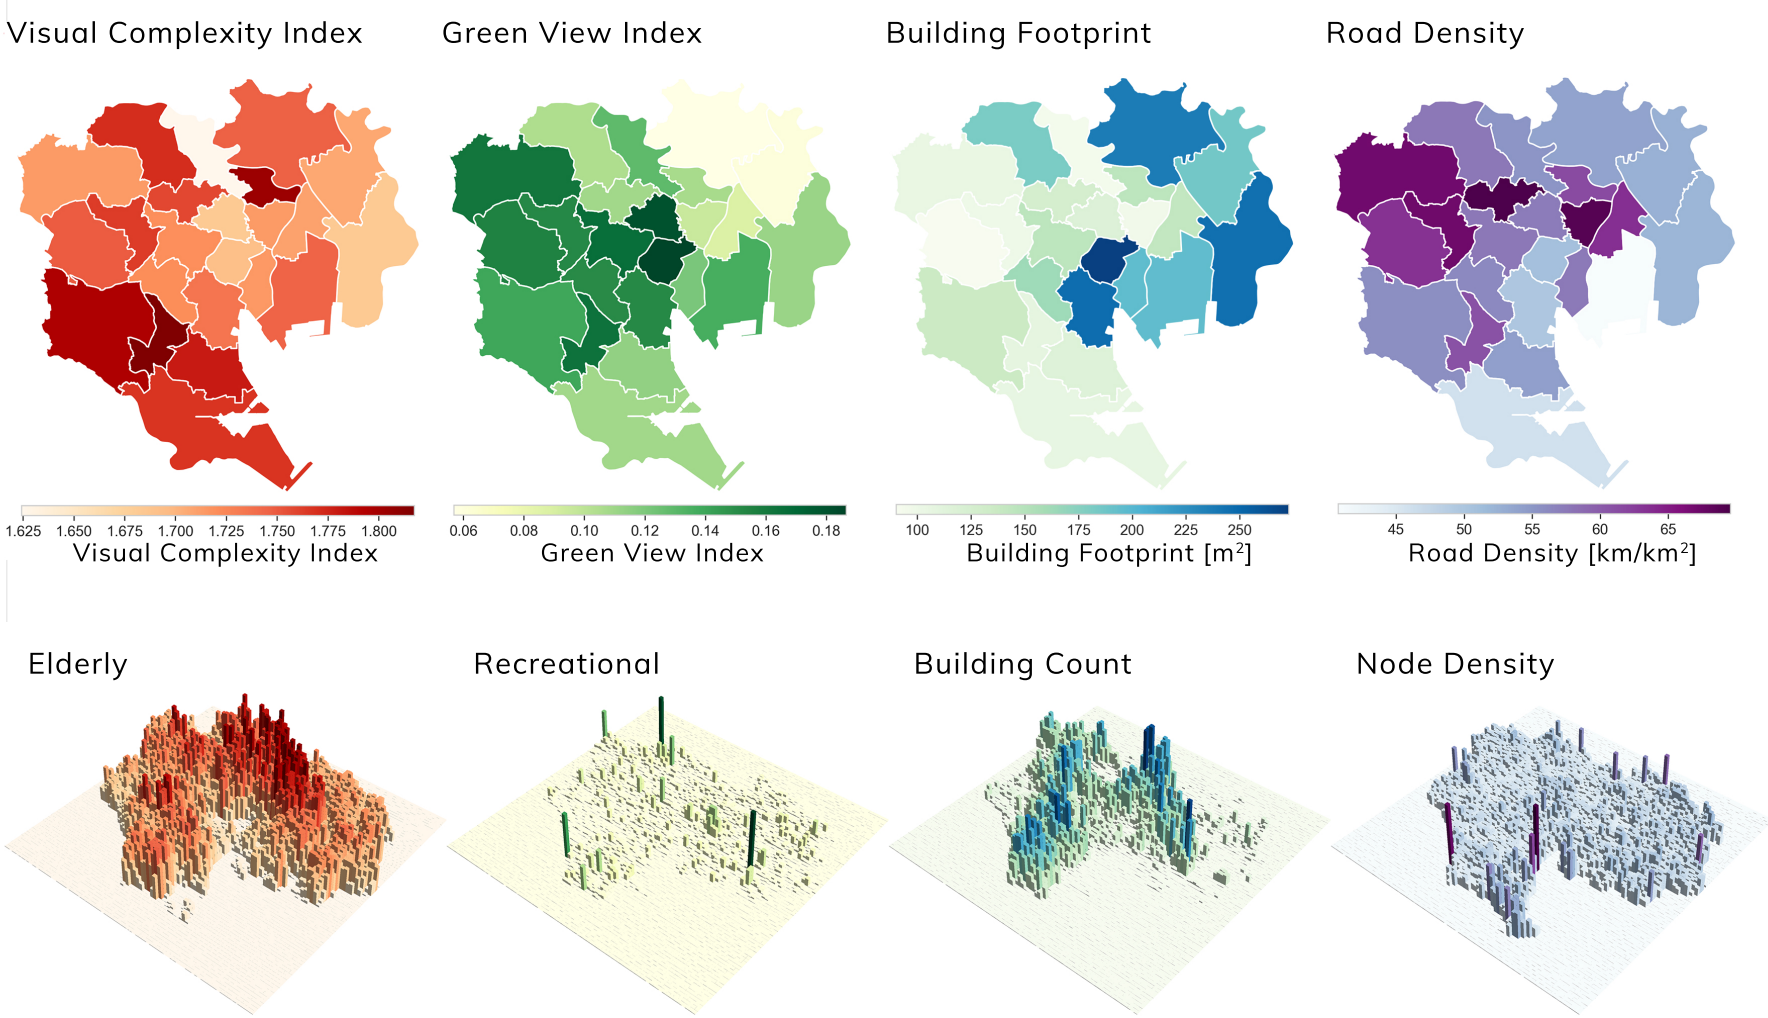 Visual Complexity Index
Green View Index
Building Footprint
Road Density
1.625 1.650 1.675 1.700 1.725 1.750 1.775 1.800
Visual Complexity Index
0.06 0.08 0.10 0.12 0.14 0.16 0.18
Green View Index
100 125 150 175 200 225 250
Building Footprint [m²]
45 50 55 60 65
Road Density [km/km²]
Elderly
Recreational
Building Count
Node Density